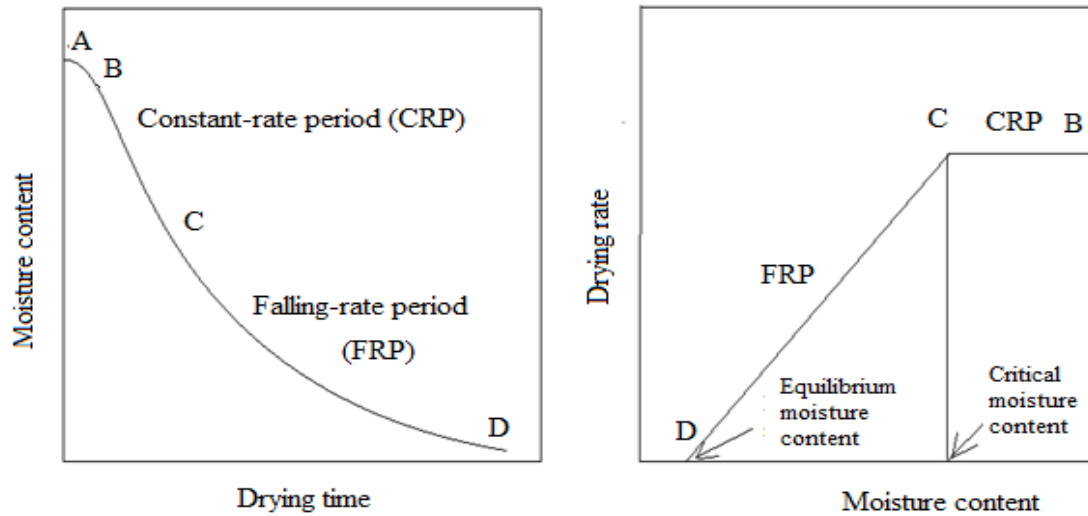 A
B
Constant-rate period (CRP)
C
Falling-rate period
(FRP)
D
Moisture content
Drying time
C
CRP
B
FRP
Equilibrium
moisture
content
Critical
moisture
content
D
Drying rate
Moisture content